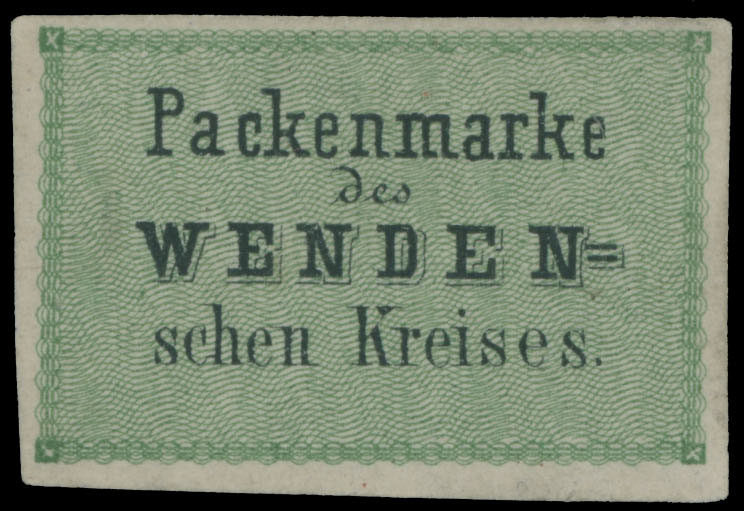 Packenmarke
des
WENDEN=
schen Kreises.